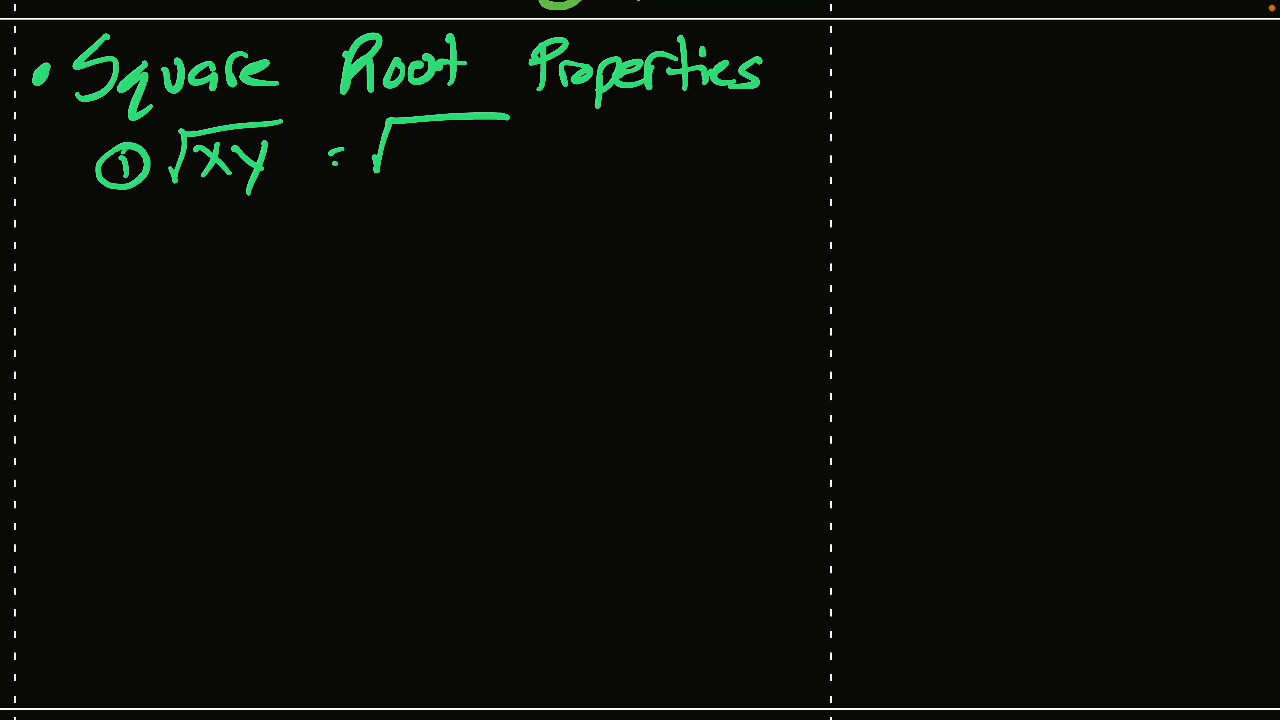 • Square Root Properties
① √xy = √